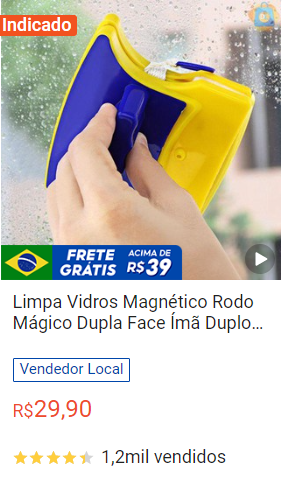 Indicado
FRETE
GRÁTIS
ACIMA DE
R$39
Limpa Vidros Magnético Rodo
Mágico Dupla Face Ímã Duplo...
Vendedor Local
R$29,90
1,2mil vendidos